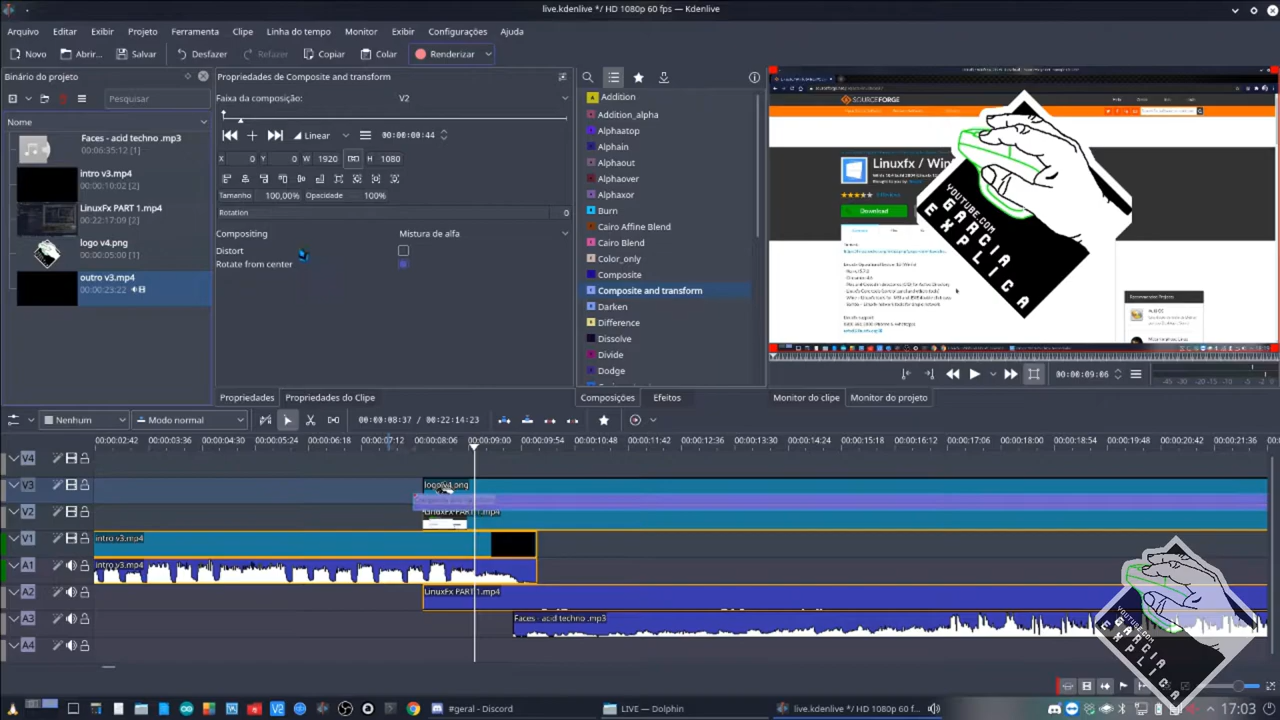 live.kdenlive */ HD 1080p 60 fps — Kdenlive
Arquivo Editar Exibir Projeto Ferramenta Clipe Linha do tempo Monitor Exibir Configurações Ajuda
Novo Abrir... Salvar Desfazer Refazer Copiar Colar Renderizar
Binário do projeto
Pesquisa
Nome
Faces - acid techno .mp3
00:06:35:12 [1]
intro v3.mp4
00:00:10:02 [2]
LinuxFx PART 1
00:22:17:09 [2]
logo v4.png
outro v3.mp4
00:00:23:22
Propriedades de Composite and transform
Faixa da composição: V2
Linear 00:00:00:44
X 0 Y 0 W 1920 H 1080
Tamanho 100,00% Opacidade 100%
Rotation 0
Compositing Mistura de alfa
Distort
Rotate from center
Propriedades Propriedades do Clipe
Addition
Addition_alpha
Alphaatop
Alphain
Alphaout
Alphaover
Alphaxor
Burn
Cairo Affine Blend
Cairo Blend
Color_only
Composite
Composite and transform
Darken
Difference
Dissolve
Divide
Dodge
Composições Efeitos
SOURCEFORGE
Linuxfx / Win
Download
YOUTUBE.COM
EGARCIA
EXPLICA
00:00:09:06
-45 -30 -20 -15 -10 -5 -2 0
Monitor do clipe Monitor do projeto
Nenhum Modo normal 00:00:08:37 / 00:22:14:23
00:00:02:42 00:00:03:36 00:00:04:30 00:00:05:24 00:00:06:18 00:00:07:12 00:00:08:06 00:00:09:00 00:00:09:54 00:00:10:48 00:00:11:42 00:00:12:36 00:00:13:30 00:00:14:24 00:00:15:18 00:00:16:12 00:00:17:06 00:00:18:00 00:00:18:54 00:00:19:48 00:00:20:42 00:00:21:36
V4
V3
logo v4.png
V2
LinuxFx PART 1.mp4
V1
intro v3.mp4
A1
intro v3.mp4
A2
LinuxFx PART 1.mp4
A3
Faces - acid techno .mp3
A4
YOUTUBE.COM
EGARCIA
EXPLICA
#geral - Discord LIVE — Dolphin live.kdenlive */ HD 1080p 60 f... 17:03